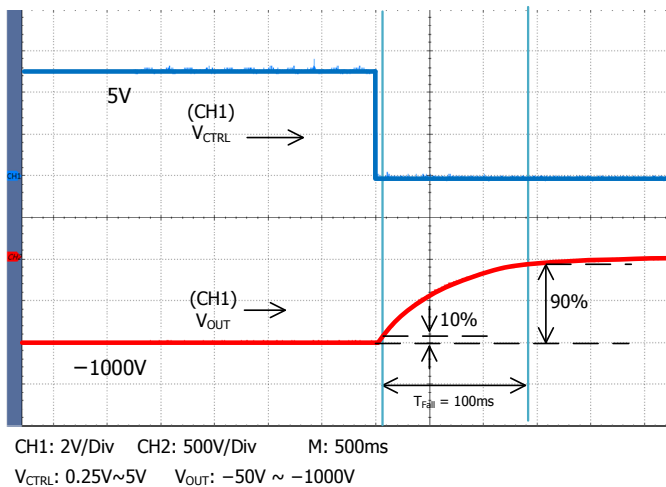 5V
(CH1)
VCTRL
CH1
(CH1)
VOUT
10%
90%
−1000V
TFall = 100ms
CH1: 2V/Div CH2: 500V/Div M: 500ms
VCTRL: 0.25V~5V VOUT: −50V ~ −1000V